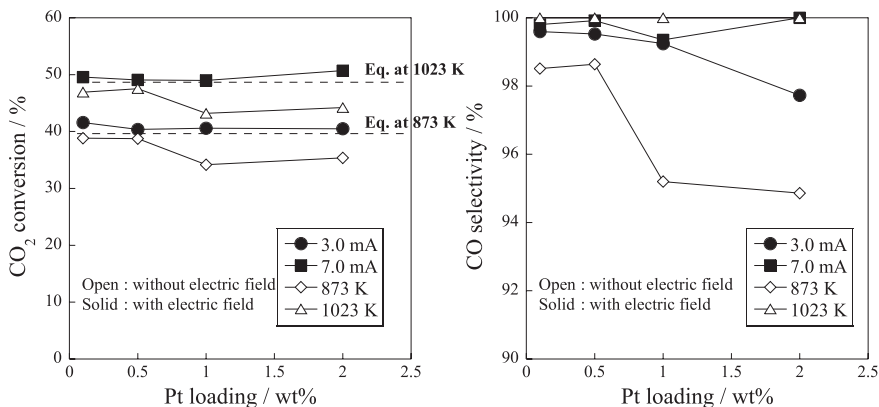 60
50
40
30
20
10
0
CO₂ conversion / %
Eq. at 1023 K
Eq. at 873 K
3.0 mA
7.0 mA
873 K
1023 K
Open : without electric field
Solid : with electric field
0 0.5 1 1.5 2 2.5
Pt loading / wt%
100
98
96
94
92
90
CO selectivity / %
3.0 mA
7.0 mA
873 K
1023 K
Open : without electric field
Solid : with electric field
0 0.5 1 1.5 2 2.5
Pt loading / wt%